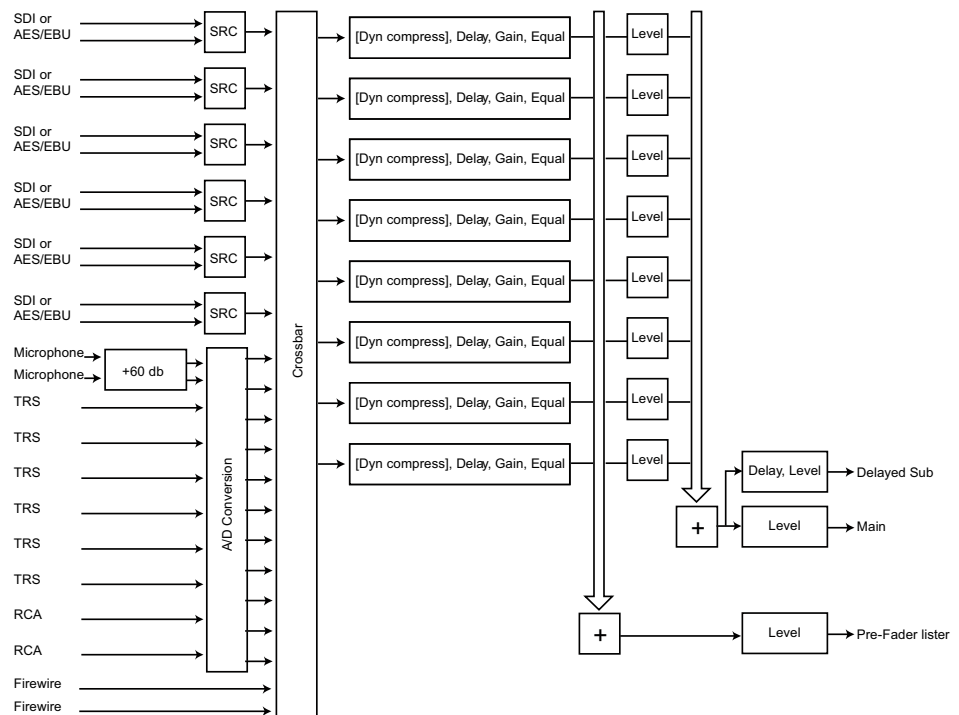 SDI or
AES/EBU
SRC
[Dyn compress], Delay, Gain, Equal
Level
SDI or
AES/EBU
SRC
[Dyn compress], Delay, Gain, Equal
Level
SDI or
AES/EBU
SRC
[Dyn compress], Delay, Gain, Equal
Level
SDI or
AES/EBU
SRC
[Dyn compress], Delay, Gain, Equal
Level
SDI or
AES/EBU
SRC
[Dyn compress], Delay, Gain, Equal
Level
SDI or
AES/EBU
SRC
[Dyn compress], Delay, Gain, Equal
Level
Crossbar
Microphone
Microphone
+60 db
[Dyn compress], Delay, Gain, Equal
Level
TRS
TRS
[Dyn compress], Delay, Gain, Equal
Level
TRS
TRS
TRS
TRS
RCA
RCA
A/D Conversion
Firewire
Firewire
Delay, Level
Delayed Sub
+
Level
Main
+
Level
Pre-Fader lister